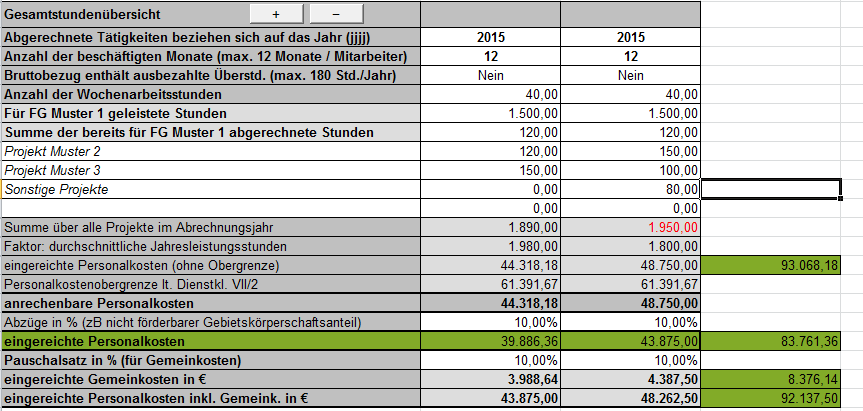 Gesamtstundenübersicht + –
Abgerechnete Tätigkeiten beziehen sich auf das Jahr (jjjj) 2015 2015
Anzahl der beschäftigten Monate (max. 12 Monate / Mitarbeiter) 12 12
Bruttobezug enthält ausbezahlte Überstd. (max. 180 Std./Jahr) Nein Nein
Anzahl der Wochenarbeitsstunden 40,00 40,00
Für FG Muster 1 geleistete Stunden 1.500,00 1.500,00
Summe der bereits für FG Muster 1 abgerechnete Stunden 120,00 120,00
Projekt Muster 2 120,00 150,00
Projekt Muster 3 150,00 100,00
Sonstige Projekte 0,00 80,00
0,00 0,00
Summe über alle Projekte im Abrechnungsjahr 1.890,00 1.950,00
Faktor: durchschnittliche Jahresleistungsstunden 1.980,00 1.800,00
eingereichte Personalkosten (ohne Obergrenze) 44.318,18 48.750,00 93.068,18
Personalkostenobergrenze lt. Dienstkl. VII/2 61.391,67 61.391,67
anrechenbare Personalkosten 44.318,18 48.750,00
Abzüge in % (zB nicht förderbarer Gebietskörperschaftsanteil) 10,00% 10,00%
eingereichte Personalkosten 39.886,36 43.875,00 83.761,36
Pauschalsatz in % (für Gemeinkosten) 10,00% 10,00%
eingereichte Gemeinkosten in € 3.988,64 4.387,50 8.376,14
eingereichte Personalkosten inkl. Gemeink. in € 43.875,00 48.262,50 92.137,50